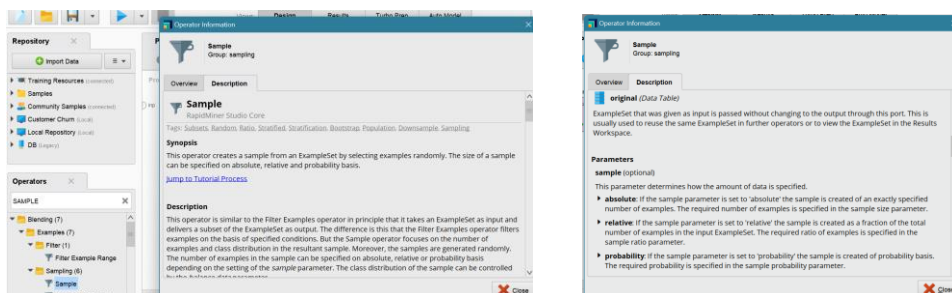 Design
Results
Turbo Prep
Auto Model
Repository
Import Data
Training Resources (connected)
Samples
Community Samples (connected)
Customer Churn (Local)
Local Repository (Local)
DB (Legacy)
Operators
SAMPLE
Blending (7)
Examples (7)
Filter (1)
Filter Example Range
Sampling (6)
Sample
Operator Information
Sample
Group: sampling
Overview
Description
Sample
RapidMiner Studio Core
Tags: Subsets, Random, Ratio, Stratified, Stratification, Bootstrap, Population, Downsample, Sampling
Synopsis
This operator creates a sample from an ExampleSet by selecting examples randomly. The size of a sample
can be specified on absolute, relative and probability basis.
Jump to Tutorial Process
Description
This operator is similar to the Filter Examples operator in principle that it takes an ExampleSet as input and
delivers a subset of the ExampleSet as output. The difference is this that the Filter Examples operator filters
examples on the basis of specified conditions. But the Sample operator focuses on the number of
examples and class distribution in the resultant sample. Moreover, the samples are generated randomly.
The number of examples in the sample can be specified on absolute, relative or probability basis
depending on the setting of the sample parameter. The class distribution of the sample can be controlled
Close
Operator Information
Sample
Group: sampling
Overview
Description
original (Data Table)
ExampleSet that was given as input is passed without changing to the output through this port. This is
usually used to reuse the same ExampleSet in further operators or to view the ExampleSet in the Results
Workspace.
Parameters
sample (optional)
This parameter determines how the amount of data is specified.
absolute: If the sample parameter is set to 'absolute' the sample is created of an exactly specified
number of examples. The required number of examples is specified in the sample size parameter.
relative: If the sample parameter is set to 'relative' the sample is created as a fraction of the total
number of examples in the input ExampleSet. The required ratio of examples is specified in the
sample ratio parameter.
probability: If the sample parameter is set to 'probability' the sample is created of probability basis.
The required probability is specified in the sample probability parameter.
Close